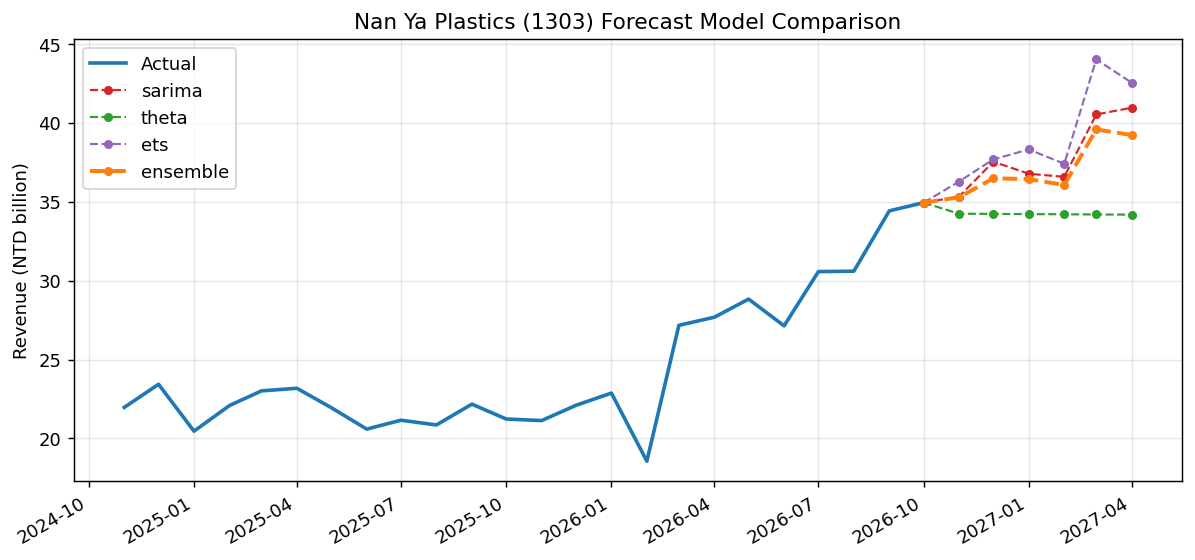 Nan Ya Plastics (1303) Forecast Model Comparison
Revenue (NTD billion)
45
40
35
30
25
20
Actual
sarima
theta
ets
ensemble
2024-10
2025-01
2025-04
2025-07
2025-10
2026-01
2026-04
2026-07
2026-10
2027-01
2027-04